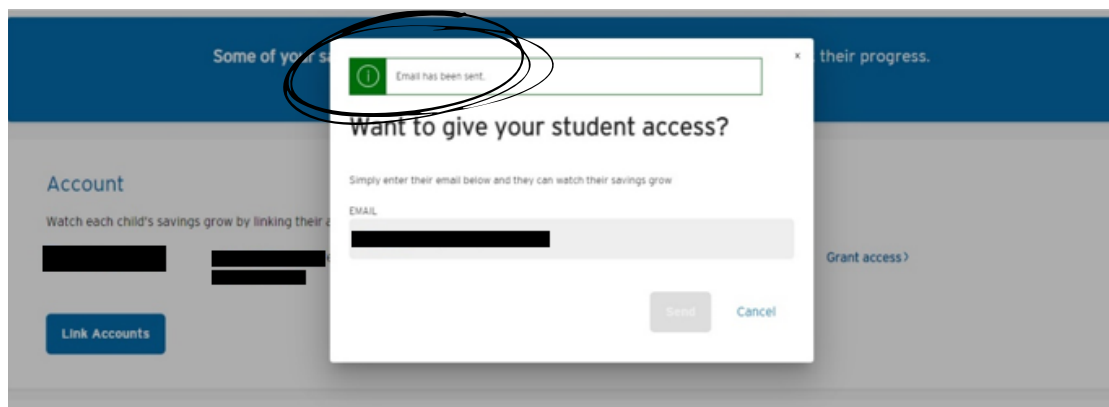 Some of your sa
their progress.
x
Email has been sent.
Want to give your student access?
Simply enter their email below and they can watch their savings grow
EMAIL
Send
Cancel
Account
Watch each child's savings grow by linking their a
Grant access>
Link Accounts